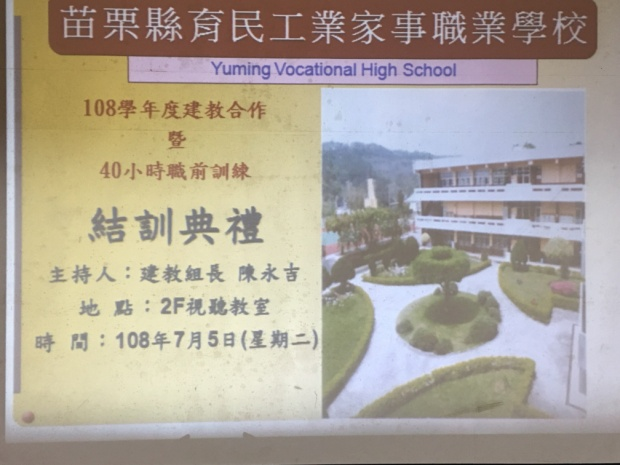 苗栗縣育民工業家事職業學校
Yuming Vocational High School
108學年度建教合作
暨
40小時職前訓練
結訓典禮
主持人：建教組長 陳永吉
地 點：2F視聽教室
時 間：108年7月5日(星期二)